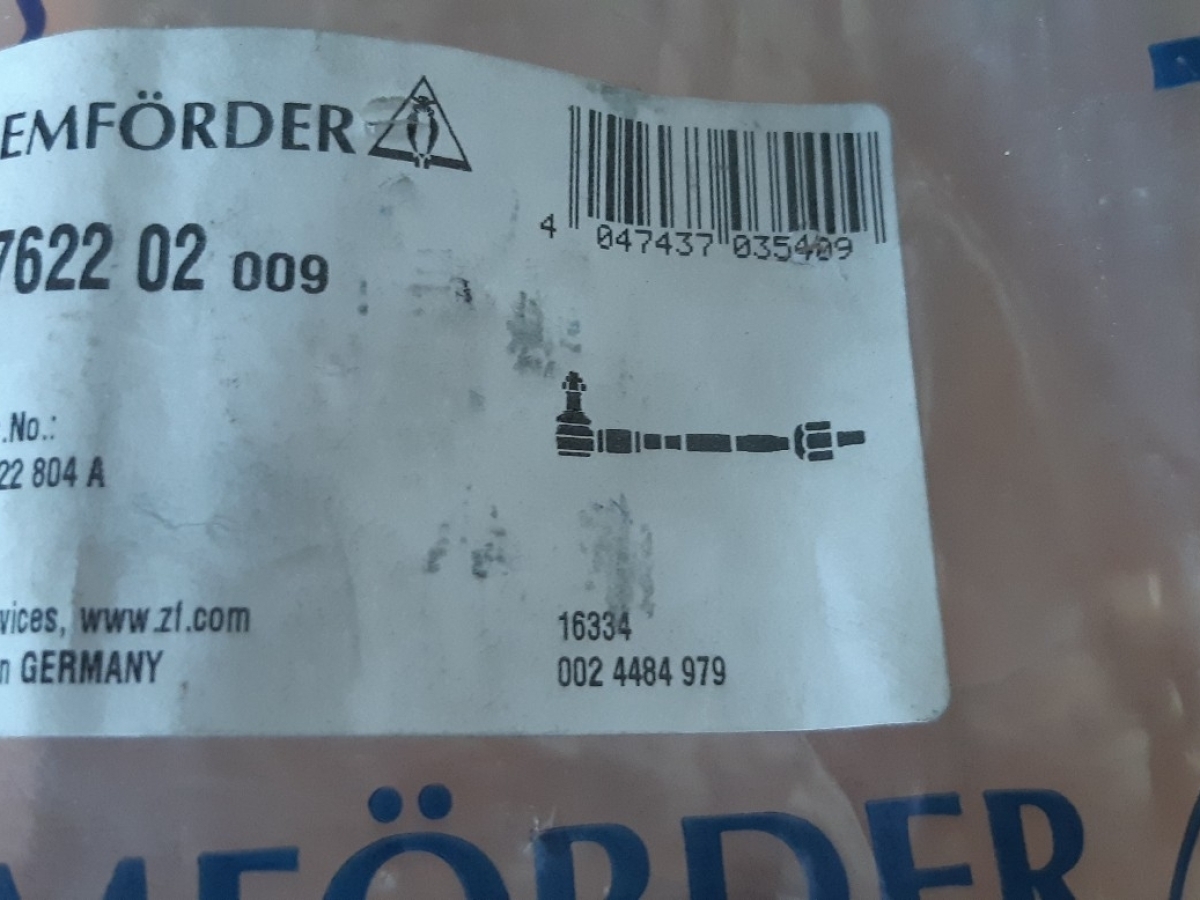 EMFÖRDER
4 047437 035409
7622 02 009
.No.:
22 804 A
vices, www.zf.com
n GERMANY
16334
002 4484 979
MFÖRDER